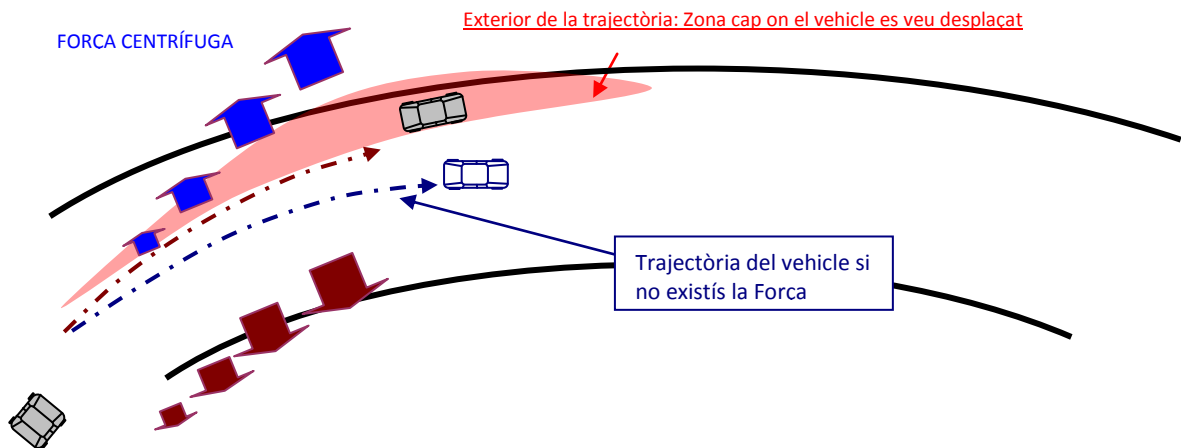 Exterior de la trajectòria: Zona cap on el vehicle es veu desplaçat
FORCA CENTRÍFUGA
Trajectòria del vehicle si
no existís la Forca